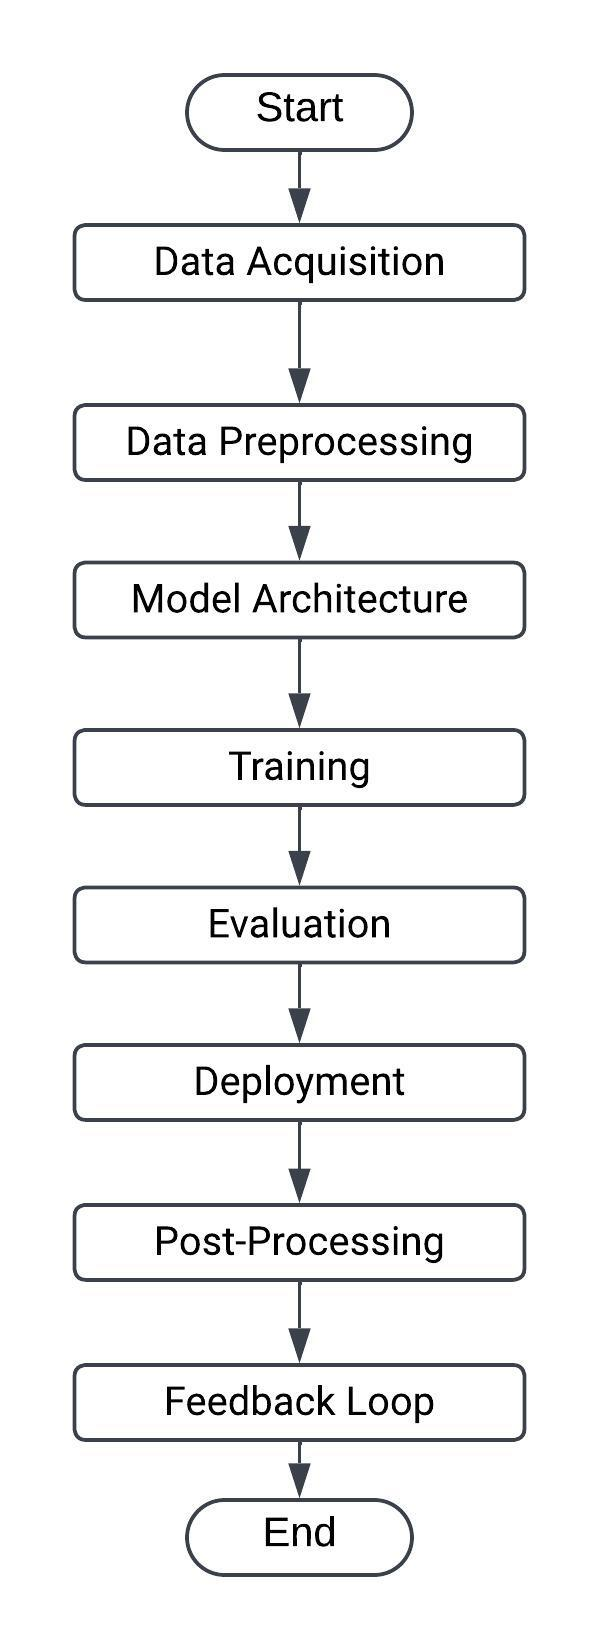 Start
Data Acquisition
Data Preprocessing
Model Architecture
Training
Evaluation
Deployment
Post-Processing
Feedback Loop
End